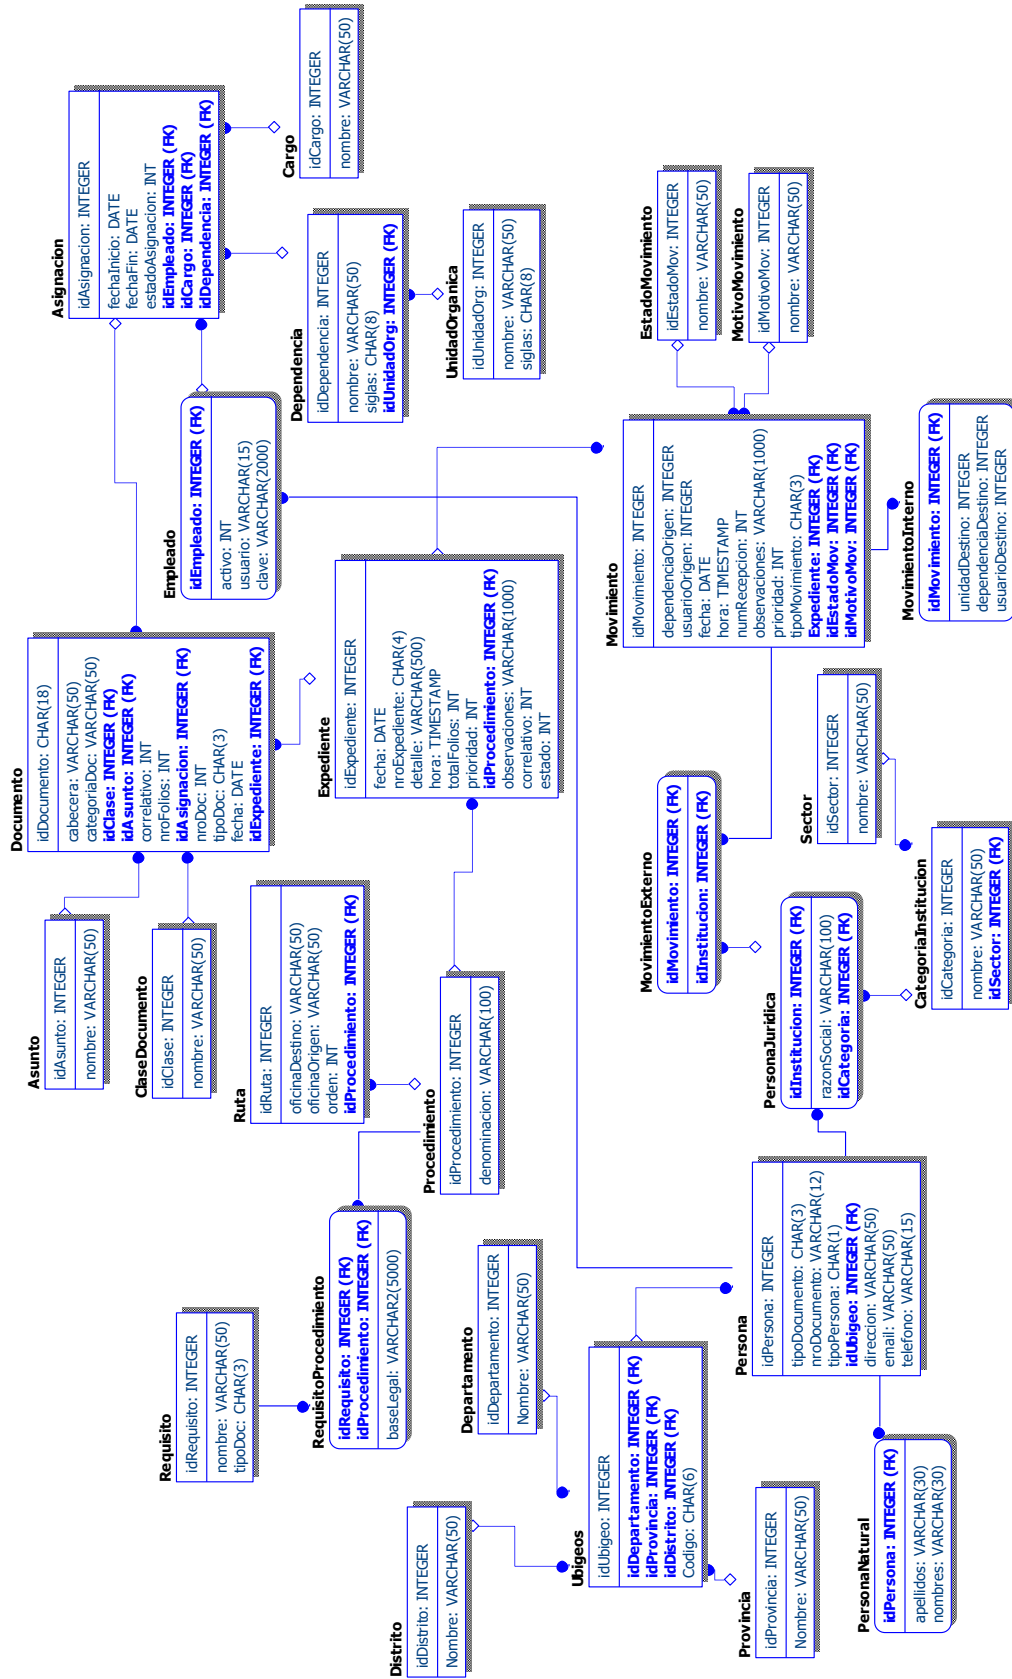 Distrito
idDistrito: INTEGER
Nombre: VARCHAR(50)
Requisito
idRequisito: INTEGER
nombre: VARCHAR(50)
tipoDoc: CHAR(3)
RequisitoProcedimiento
idRequisito: INTEGER (FK)
idProcedimiento: INTEGER (FK)
baseLegal: VARCHAR2(5000)
Departamento
idDepartamento: INTEGER
Nombre: VARCHAR(50)
Ubigeos
idUbigeo: INTEGER
idDepartamento: INTEGER (FK)
idProvincia: INTEGER (FK)
idDistrito: INTEGER (FK)
Codigo: CHAR(6)
Provincia
idProvincia: INTEGER
Nombre: VARCHAR(50)
PersonaNatural
idPersona: INTEGER (FK)
apellidos: VARCHAR(30)
nombres: VARCHAR(30)
Persona
idPersona: INTEGER
tipoDocumento: CHAR(3)
nroDocumento: VARCHAR(12)
tipoPersona: CHAR(1)
idUbigeo: INTEGER (FK)
direccion: VARCHAR(50)
email: VARCHAR(50)
telefono: VARCHAR(15)
Asunto
idAsunto: INTEGER
nombre: VARCHAR(50)
ClaseDocumento
idClase: INTEGER
nombre: VARCHAR(50)
Ruta
idRuta: INTEGER
oficinaDestino: VARCHAR(50)
oficinaOrigen: VARCHAR(50)
orden: INT
idProcedimiento: INTEGER (FK)
Procedimiento
idProcedimiento: INTEGER
denominacion: VARCHAR(100)
PersonaJuridica
idInstitucion: INTEGER (FK)
razonSocial: VARCHAR(100)
idCategoria: INTEGER (FK)
CategoriaInstitucion
idCategoria: INTEGER
nombre: VARCHAR(50)
idSector: INTEGER (FK)
MovimientoExterno
idMovimiento: INTEGER (FK)
idInstitucion: INTEGER (FK)
Sector
idSector: INTEGER
nombre: VARCHAR(50)
Documento
idDocumento: CHAR(18)
cabecera: VARCHAR(50)
categoriaDoc: VARCHAR(50)
idClase: INTEGER (FK)
idAsunto: INTEGER (FK)
correlativo: INT
nroFolios: INT
idAsignacion: INTEGER (FK)
nroDoc: INT
tipoDoc: CHAR(3)
fecha: DATE
idExpediente: INTEGER (FK)
Expediente
idExpediente: INTEGER
fecha: DATE
nroExpediente: CHAR(4)
detalle: VARCHAR(500)
hora: TIMESTAMP
totalFolios: INT
prioridad: INT
idProcedimiento: INTEGER (FK)
observaciones: VARCHAR(1000)
correlativo: INT
estado: INT
Movimiento
idMovimiento: INTEGER
dependenciaOrigen: INTEGER
usuarioOrigen: INTEGER
fecha: DATE
hora: TIMESTAMP
numRecepcion: INT
observaciones: VARCHAR(1000)
prioridad: INT
tipoMovimiento: CHAR(3)
Expediente: INTEGER (FK)
idEstadoMov: INTEGER (FK)
idMotivoMov: INTEGER (FK)
MovimientoInterno
idMovimiento: INTEGER (FK)
unidadDestino: INTEGER
dependenciaDestino: INTEGER
usuarioDestino: INTEGER
Empleado
idEmpleado: INTEGER (FK)
activo: INT
usuario: VARCHAR(15)
clave: VARCHAR(2000)
Asignacion
idAsignacion: INTEGER
fechaInicio: DATE
fechaFin: DATE
estadoAsignacion: INT
idEmpleado: INTEGER (FK)
idCargo: INTEGER (FK)
idDependencia: INTEGER (FK)
Cargo
idCargo: INTEGER
nombre: VARCHAR(50)
Dependencia
idDependencia: INTEGER
nombre: VARCHAR(50)
siglas: CHAR(8)
idUnidadOrg: INTEGER (FK)
UnidadOrganica
idUnidadOrg: INTEGER
nombre: VARCHAR(50)
siglas: CHAR(8)
EstadoMovimiento
idEstadoMov: INTEGER
nombre: VARCHAR(50)
MotivoMovimiento
idMotivoMov: INTEGER
nombre: VARCHAR(50)